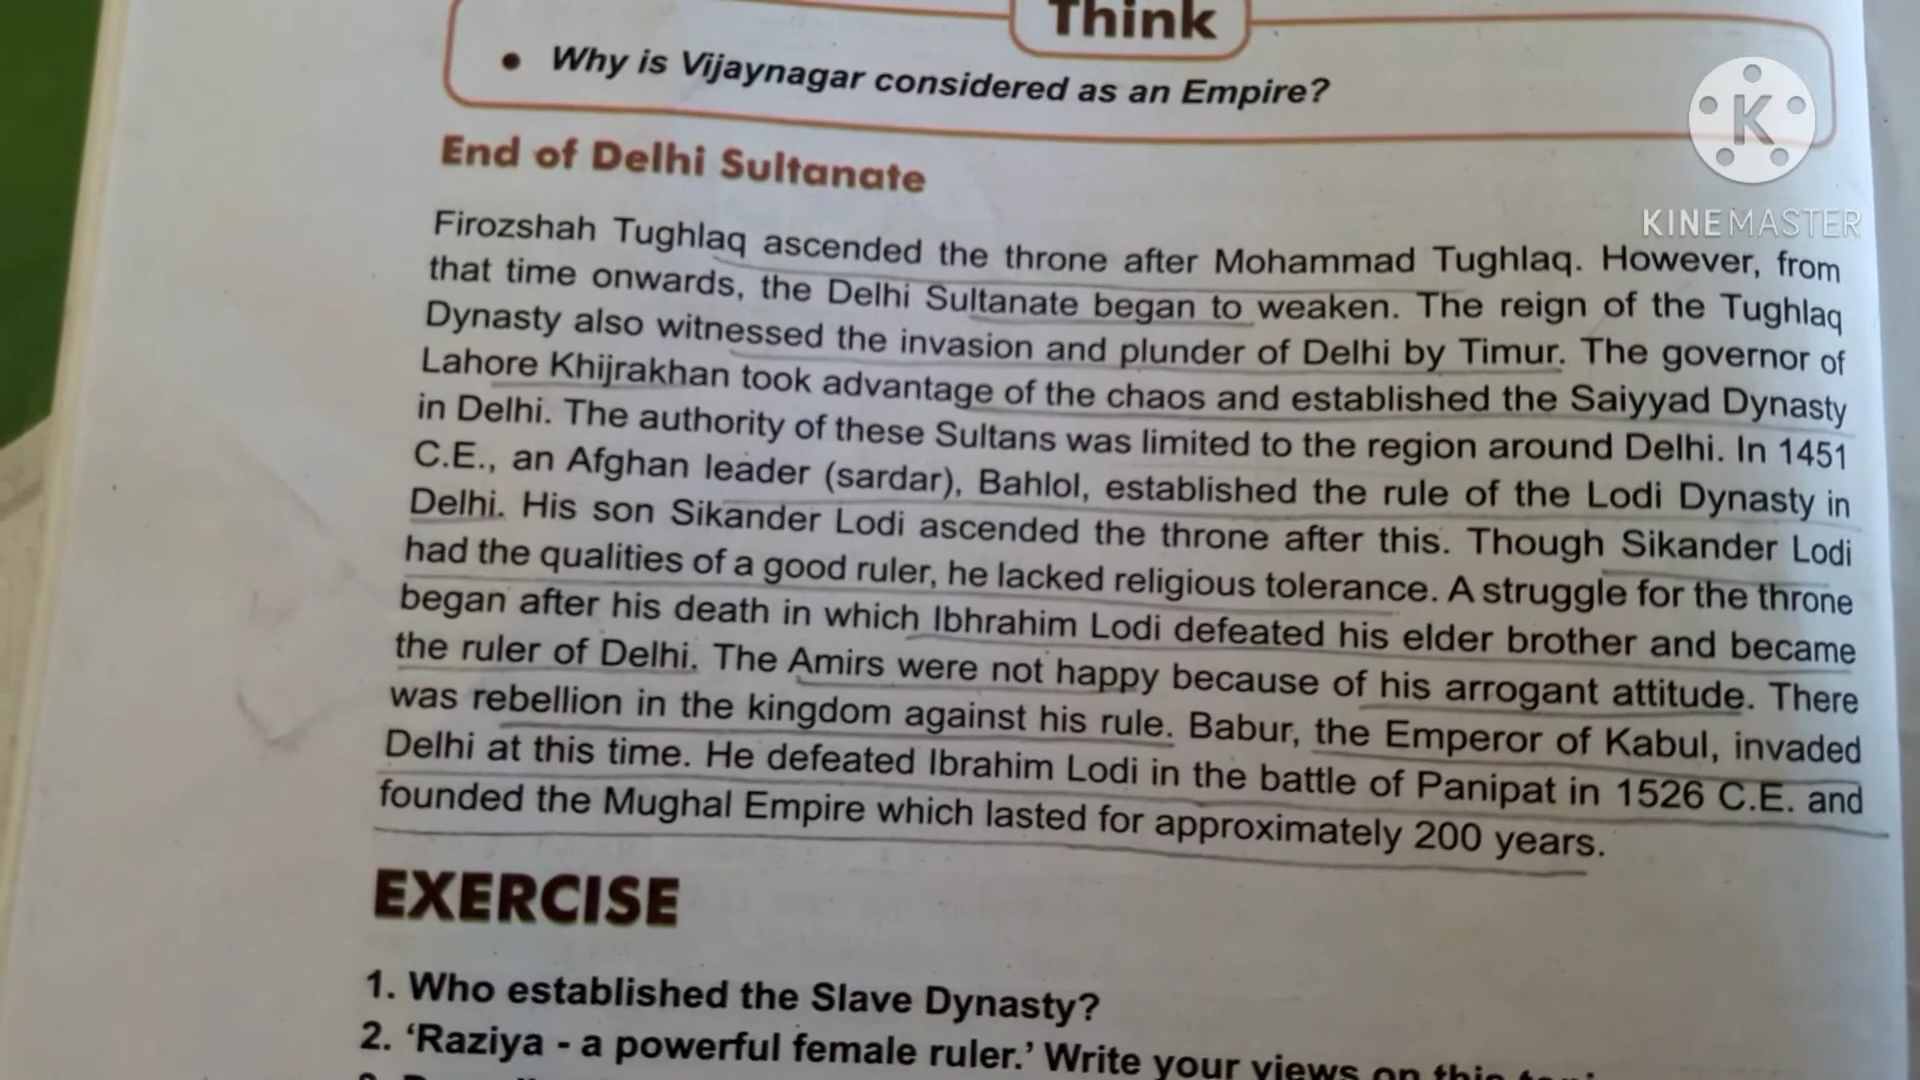 Think
• Why is Vijaynagar considered as an Empire?
K
KINEMASTER
End of Delhi Sultanate
Firozshah Tughlaq ascended the throne after Mohammad Tughlaq. However, from
that time onwards, the Delhi Sultanate began to weaken. The reign of the Tughlaq
Dynasty also witnessed the invasion and plunder of Delhi by Timur. The governor of
Lahore Khijrakhan took advantage of the chaos and established the Saiyyad Dynasty
in Delhi. The authority of these Sultans was limited to the region around Delhi. In 1451
C.E., an Afghan leader (sardar), Bahlol, established the rule of the Lodi Dynasty in
Delhi. His son Sikander Lodi ascended the throne after this. Though Sikander Lodi
had the qualities of a good ruler, he lacked religious tolerance. A struggle for the throne
began after his death in which Ibhrahim Lodi defeated his elder brother and became
the ruler of Delhi. The Amirs were not happy because of his arrogant attitude. There
was rebellion in the kingdom against his rule. Babur, the Emperor of Kabul, invaded
Delhi at this time. He defeated Ibrahim Lodi in the battle of Panipat in 1526 C.E. and
founded the Mughal Empire which lasted for approximately 200 years.
EXERCISE
1. Who established the Slave Dynasty?
2. ‘Raziya - a powerful female ruler.’ Write your views on this